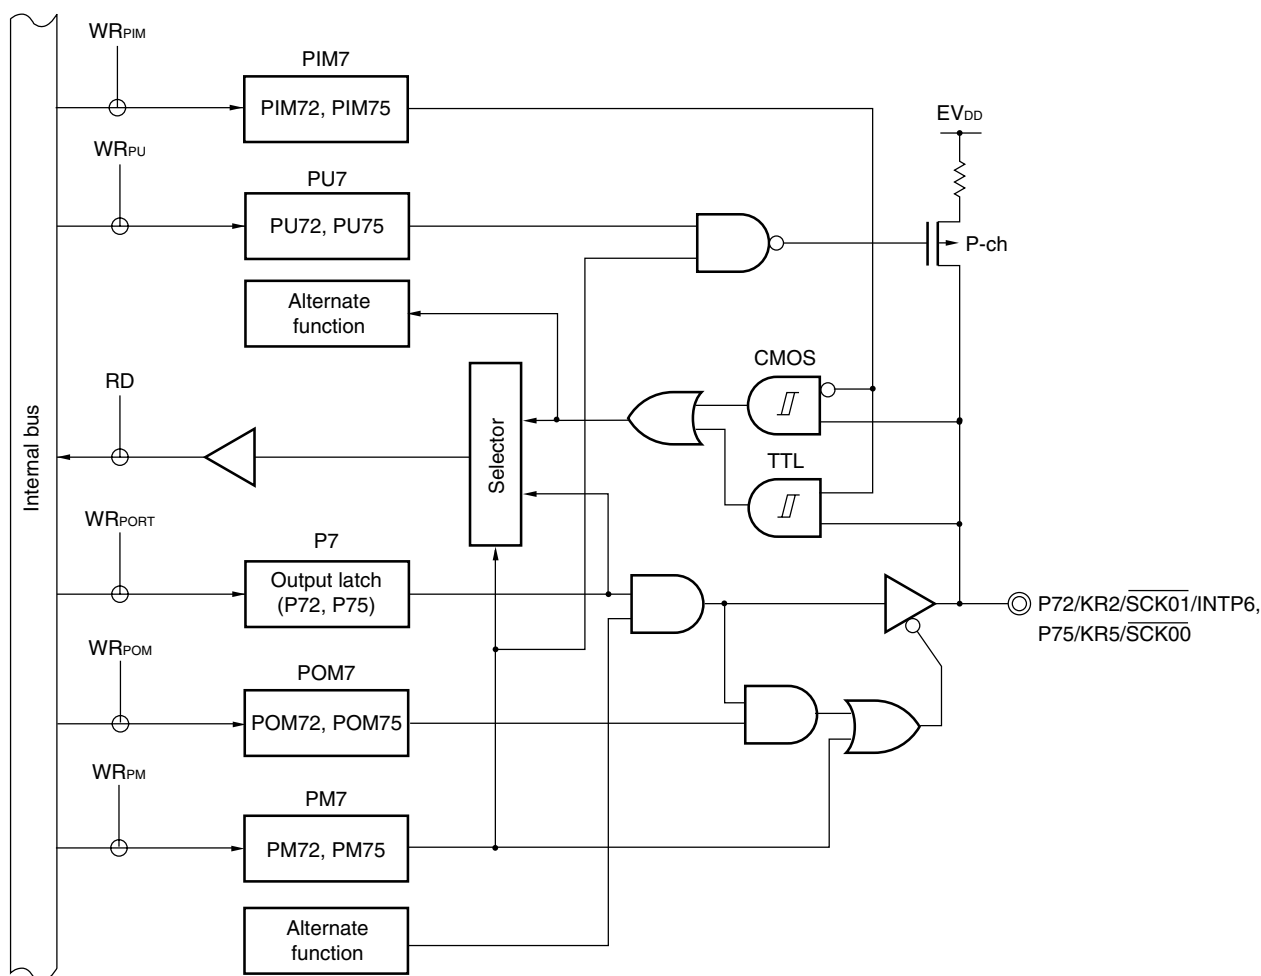 WRPIM
PIM7
PIM72, PIM75
EVDD
WRPU
PU7
PU72, PU75
P-ch
Alternate
function
CMOS
RD
Selector
Internal bus
TTL
WRPORT
P7
Output latch
(P72, P75)
P72/KR2/SCK01/INTP6,
P75/KR5/SCK00
WRPOM
POM7
POM72, POM75
WRPM
PM7
PM72, PM75
Alternate
function